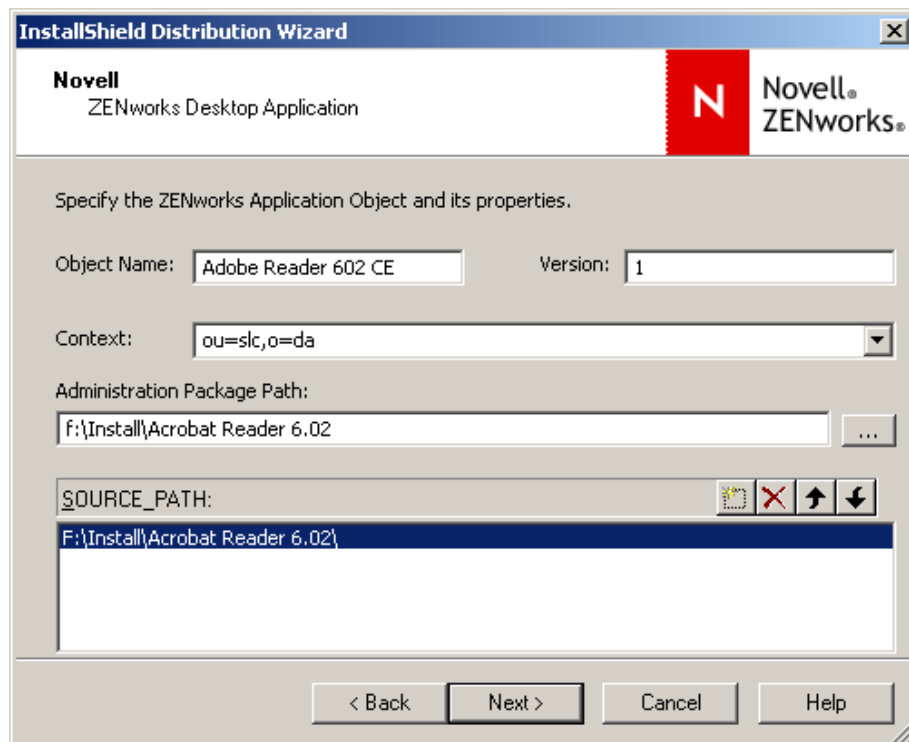 InstallShield Distribution Wizard
Novell
ZENworks Desktop Application
N
Novell®
ZENworks®
Specify the ZENworks Application Object and its properties.
Object Name: Adobe Reader 602 CE Version: 1
Context: ou=slc,o=da
Administration Package Path:
f:\Install\Acrobat Reader 6.02 ...
SOURCE_PATH:
F:\Install\Acrobat Reader 6.02\
< Back Next > Cancel Help